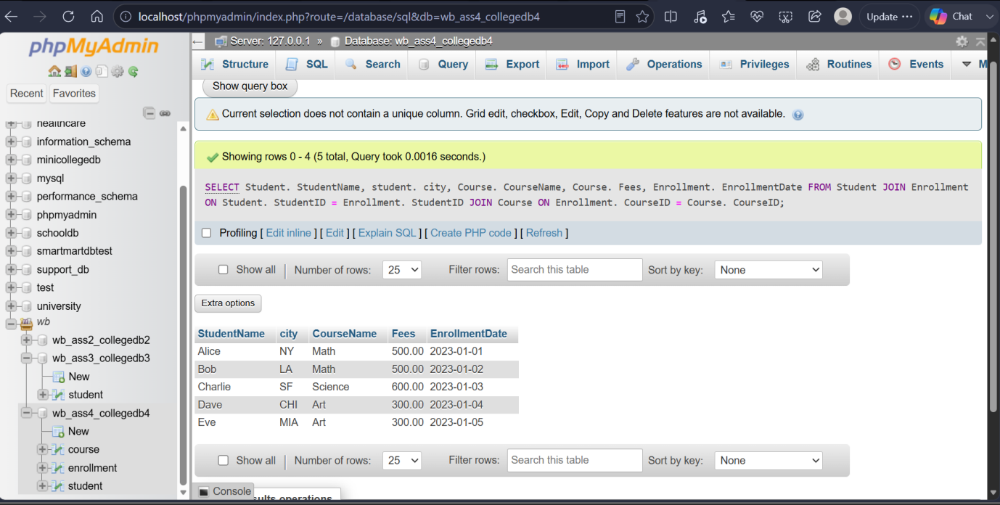 localhost/phpmyadmin/index.php?route=/database/sql&db=wb_ass4_collegedb4
Update
Chat
phpMyAdmin
Recent
Favorites
healthcare
information_schema
minicollegedb
mysql
performance_schema
phpmyadmin
schooldb
smartmartdbtest
support_db
test
university
wb
wb_ass2_collegedb2
wb_ass3_collegedb3
New
student
wb_ass4_collegedb4
New
course
enrollment
student
Server: 127.0.0.1 » Database: wb_ass4_collegedb4
Structure SQL Search Query Export Import Operations Privileges Routines Events M
Show query box
Current selection does not contain a unique column. Grid edit, checkbox, Edit, Copy and Delete features are not available.
Showing rows 0 - 4 (5 total, Query took 0.0016 seconds.)
SELECT Student. StudentName, student. city, Course. CourseName, Course. Fees, Enrollment. EnrollmentDate FROM Student JOIN Enrollment
ON Student. StudentID = Enrollment. StudentID JOIN Course ON Enrollment. CourseID = Course. CourseID;
Profiling [ Edit inline ] [ Edit ] [ Explain SQL ] [ Create PHP code ] [ Refresh ]
Show all | Number of rows: 25 Filter rows: Search this table Sort by key: None
Extra options
StudentName city CourseName Fees EnrollmentDate
Alice NY Math 500.00 2023-01-01
Bob LA Math 500.00 2023-01-02
Charlie SF Science 600.00 2023-01-03
Dave CHI Art 300.00 2023-01-04
Eve MIA Art 300.00 2023-01-05
Show all | Number of rows: 25 Filter rows: Search this table Sort by key: None
Console
operations